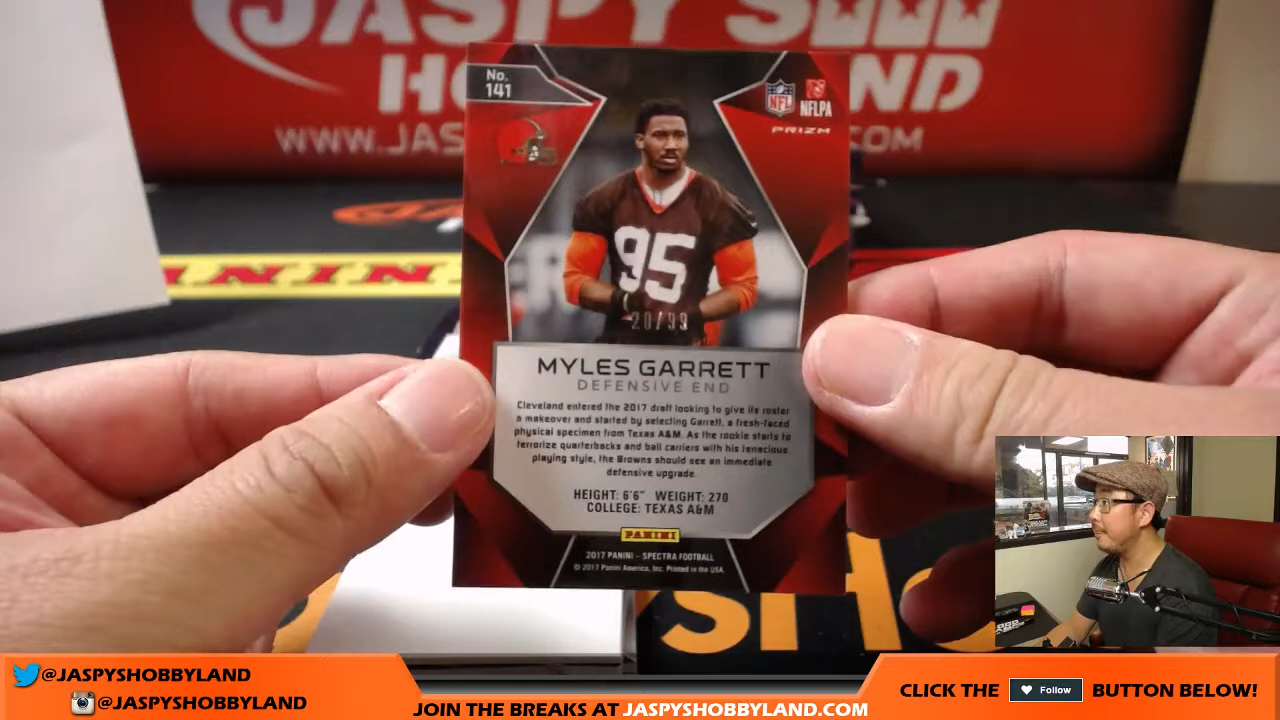 JASPY'S
HOBBYLAND
WWW.JASPYSHOBBYLAND.COM
PANINI
No.
141
NFL
NFLPA
PRIZM
95
20/99
MYLES GARRETT
DEFENSIVE END
Cleveland entered the 2017 draft looking to give its roster
a makeover and started by selecting Garrett, a fresh-faced
physical specimen from Texas A&M. As the rookie starts to
terrorize quarterbacks and ball carriers with his tenacious
playing style, the Browns should see an immediate
defensive upgrade.
HEIGHT: 6'6" WEIGHT: 270
COLLEGE: TEXAS A&M
PANINI
2017 PANINI – SPECTRA FOOTBALL
© 2017 Panini America, Inc. Printed in the USA.
@JASPYSHOBBYLAND
@JASPYSHOBBYLAND
JOIN THE BREAKS AT JASPYSHOBBYLAND.COM
CLICK THE Follow BUTTON BELOW!